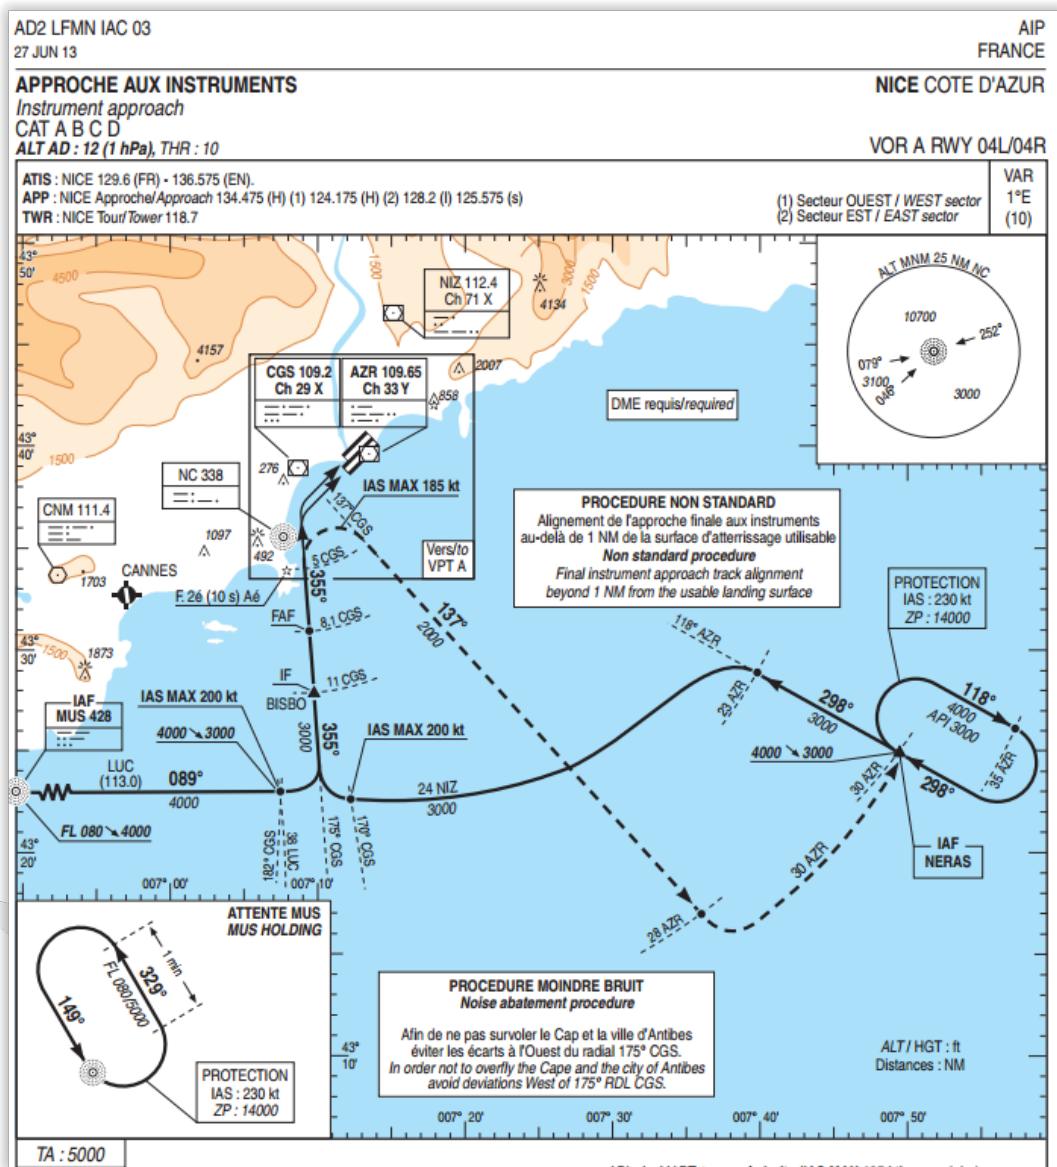 AD2 LFMN IAC 03
AIP
27 JUN 13
FRANCE
APPROCHE AUX INSTRUMENTS
NICE COTE D'AZUR
Instrument approach
CAT A B C D
ALT AD : 12 (1 hPa), THR : 10
VOR A RWY 04L/04R
ATIS : NICE 129.6 (FR) - 136.575 (EN).
APP : NICE Approche/Approach 134.475 (H) (1) 124.175 (H) (2) 128.2 (I) 125.575 (s)
TWR : NICE Tour/Tower 118.7
(1) Secteur OUEST / WEST sector
(2) Secteur EST / EAST sector
VAR
1°E
(10)
43°
50'
4500
1500
3000
1500
4134
NIZ 112.4
Ch 71 X
ALT MNM 25 NM NC
10700
252°
079°
3100
046°
3000
4157
2007
CGS 109.2
Ch 29 X
AZR 109.65
Ch 33 Y
858
DME requis/required
43°
40'
1500
276
NC 338
IAS MAX 185 kt
137° CGS
CNM 111.4
1097
492
5 CGS
Vers/to
VPT A
PROCEDURE NON STANDARD
Alignement de l'approche finale aux instruments
au-delà de 1 NM de la surface d'atterrissage utilisable
Non standard procedure
Final instrument approach track alignment
beyond 1 NM from the usable landing surface
1703
CANNES
F. 2é (10 s) Aé
355°
FAF
8.1 CGS
137°
2000
118° AZR
PROTECTION
IAS : 230 kt
ZP : 14000
43°
30'
1500
1873
IF
BISBO
11 CGS
23 AZR
298°
3000
118°
4000
API 3000
35 AZR
IAF
MUS 428
IAS MAX 200 kt
4000 ↘ 3000
3000
355°
IAS MAX 200 kt
4000 ↘ 3000
30 AZR
298°
LUC
(113.0)
089°
4000
24 NIZ
3000
FL 080 ↘ 4000
43°
20'
182° CGS
36 LUC
175° CGS
170° CGS
30 AZR
IAF
NERAS
007° 00'
007° 10'
28 AZR
ATTENTE MUS
MUS HOLDING
1 min
329°
FL 080/5000
149°
PROTECTION
IAS : 230 kt
ZP : 14000
PROCEDURE MOINDRE BRUIT
Noise abatement procedure
Afin de ne pas survoler le Cap et la ville d'Antibes
éviter les écarts à l'Ouest du radial 175° CGS.
In order not to overfly the Cape and the city of Antibes
avoid deviations West of 175° RDL CGS.
ALT / HGT : ft
Distances : NM
43°
10'
007° 20'
007° 30'
007° 40'
007° 50'
TA : 5000